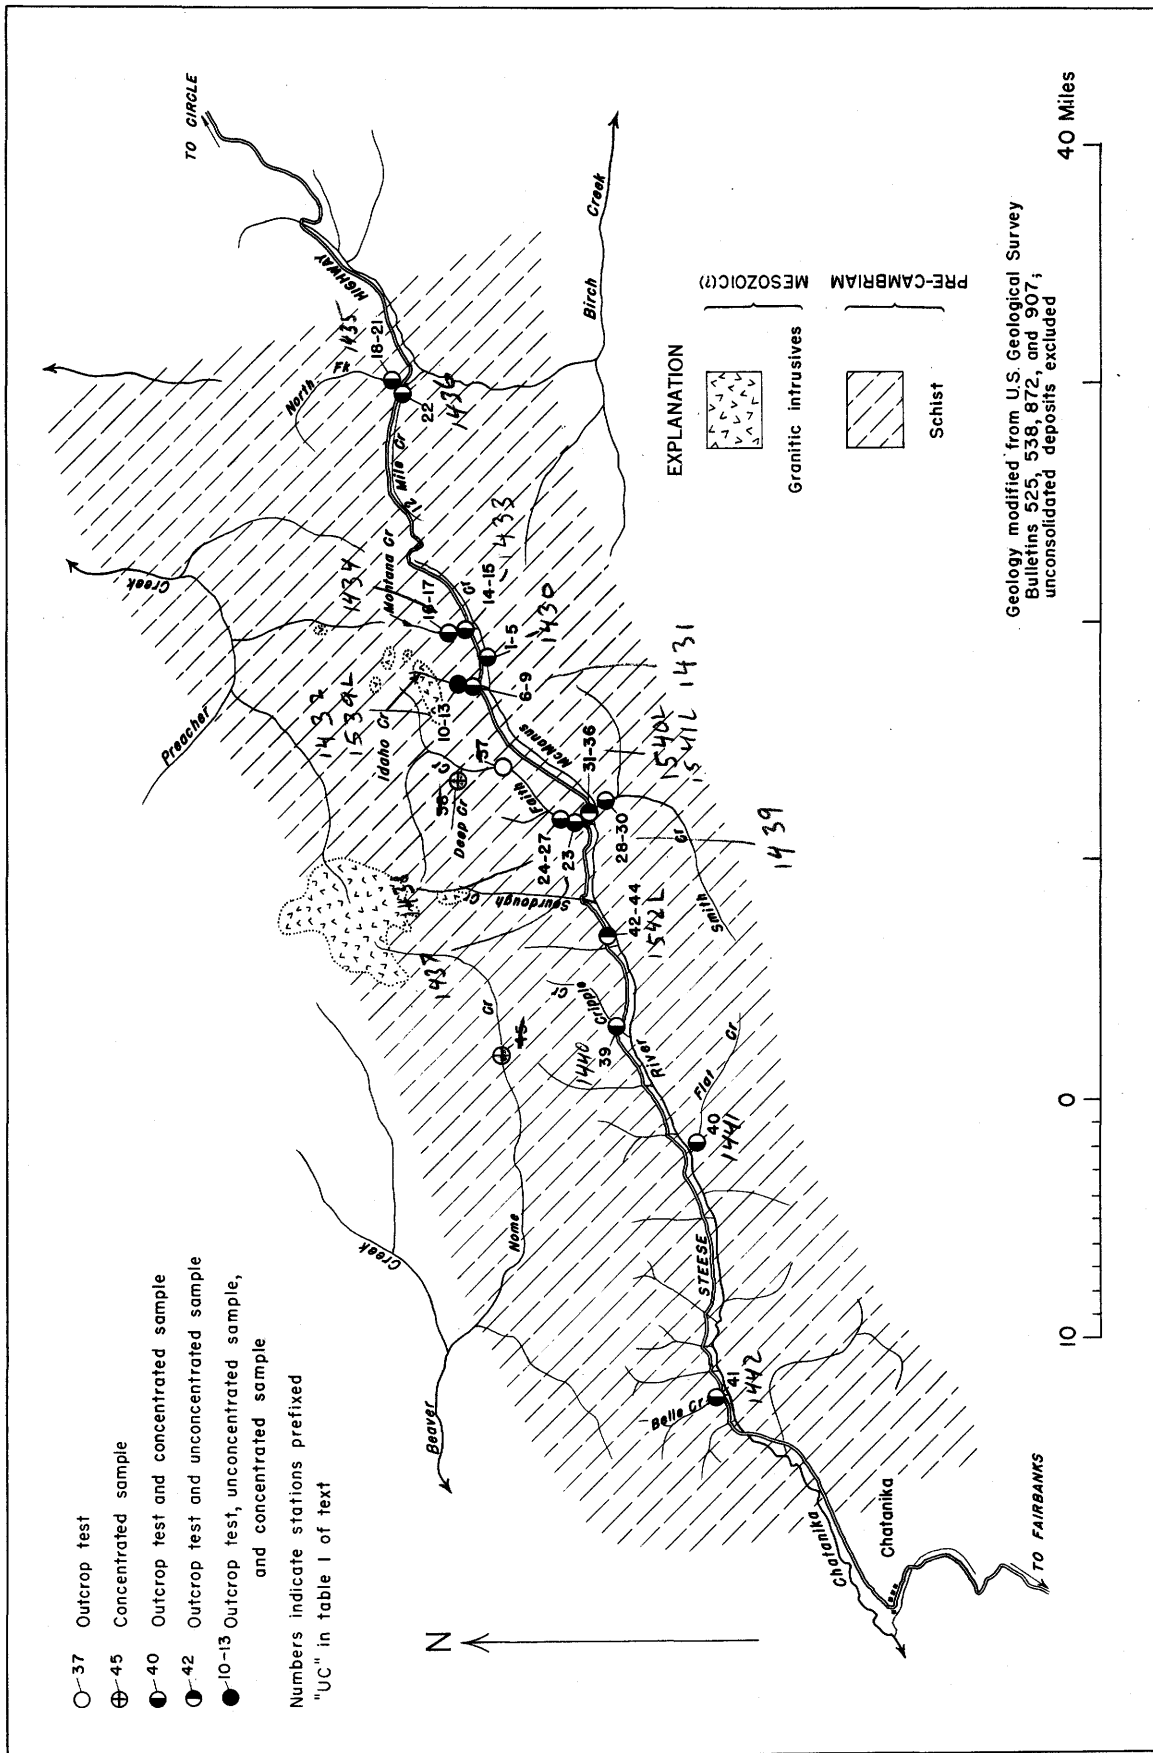 37 Outcrop test
45 Concentrated sample
40 Outcrop test and concentrated sample
42 Outcrop test and unconcentrated sample
10-13 Outcrop test, unconcentrated sample,
and concentrated sample
Numbers indicate stations prefixed
"UC" in table 1 of text
N
TO CIRCLE
HIGHWAY
1435
18-21
North Fk
22
1436
12 Mile Cr
Birch Creek
Preacher Creek
1434
Montana Cr
16-17
14-15
1433
Cr
1-5
1430
6-9
10-13
1432
1539L
Idaho Cr
McManus
37
Faith Cr
38
Deep Cr
31-36
1540L
1541L
1431
24-27
23
28-30
1439
Smith Cr
1438
Sourdough Cr
42-44
1542L
1437
Cripple Cr
39
1440
River
45
Nome Cr
Flat Cr
40
1441
Beaver Creek
STEESE
Belle Cr
41
1442
Chatanika
Chatanika
TO FAIRBANKS
EXPLANATION
Granitic intrusives
MESOZOIC(?)
Schist
PRE-CAMBRIAM
Geology modified from U.S. Geological Survey
Bulletins 525, 538, 872, and 907;
unconsolidated deposits excluded
10 0 40 Miles